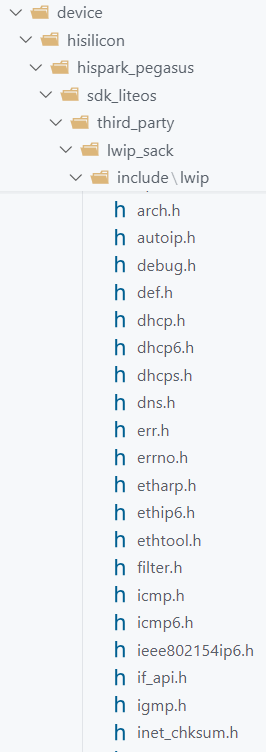 device
hisilicon
hispark_pegasus
sdk_liteos
third_party
lwip_sack
include\lwip
h arch.h
h autoip.h
h debug.h
h def.h
h dhcp.h
h dhcp6.h
h dhcps.h
h dns.h
h err.h
h errno.h
h etharp.h
h ethip6.h
h ethtool.h
h filter.h
h icmp.h
h icmp6.h
h ieee802154ip6.h
h if_api.h
h igmp.h
h inet_chksum.h